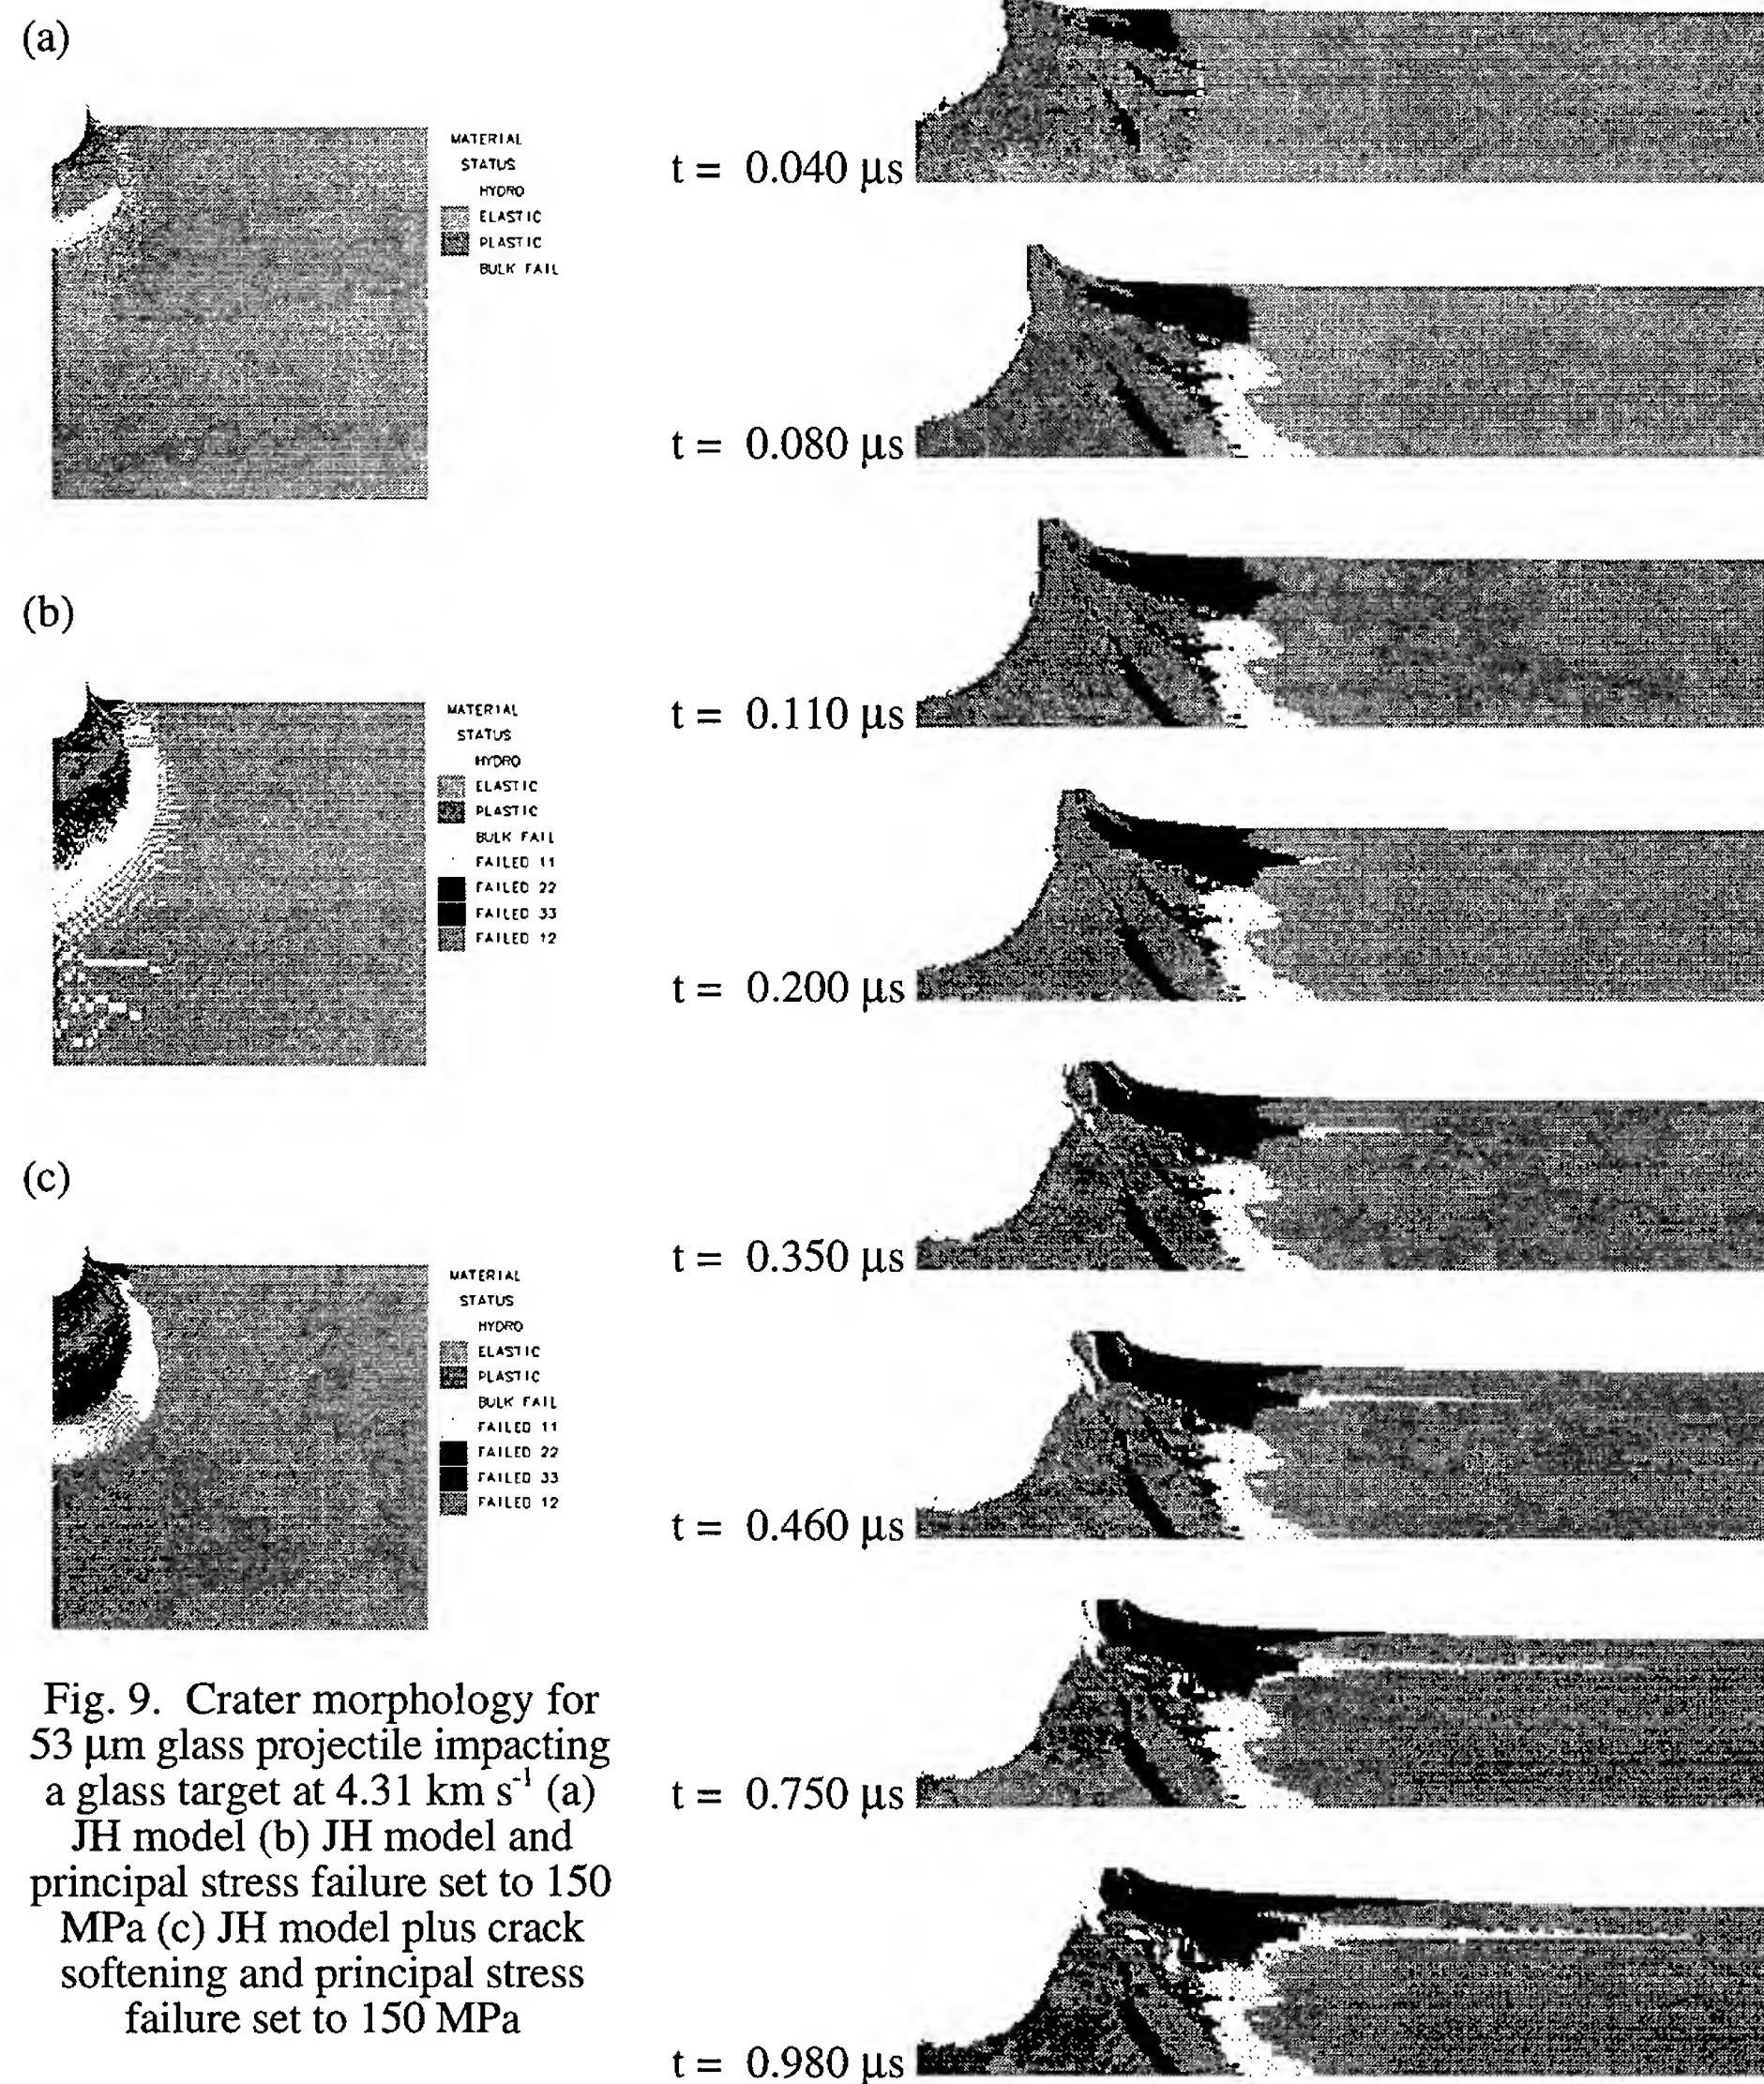 (a)
MATERIAL
STATUS
HYDRO
ELASTIC
PLASTIC
BULK FAIL
(b)
MATERIAL
STATUS
HYDRO
ELASTIC
PLASTIC
BULK FAIL
FAILED 11
FAILED 22
FAILED 33
FAILED 12
(c)
MATERIAL
STATUS
HYDRO
ELASTIC
PLASTIC
BULK FAIL
FAILED 11
FAILED 22
FAILED 33
FAILED 12
Fig. 9. Crater morphology for
53 μm glass projectile impacting
a glass target at 4.31 km s⁻¹ (a)
JH model (b) JH model and
principal stress failure set to 150
MPa (c) JH model plus crack
softening and principal stress
failure set to 150 MPa
t = 0.040 μs
t = 0.080 μs
t = 0.110 μs
t = 0.200 μs
t = 0.350 μs
t = 0.460 μs
t = 0.750 μs
t = 0.980 μs